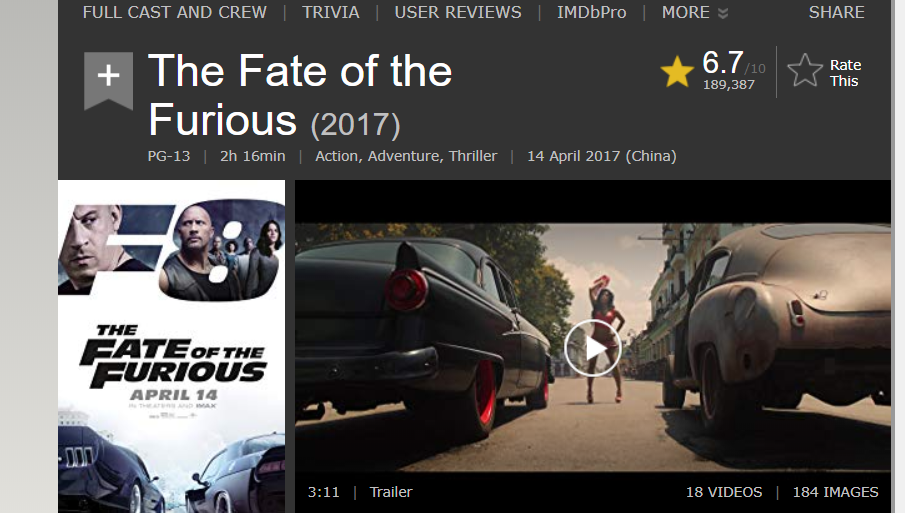 FULL CAST AND CREW | TRIVIA | USER REVIEWS | IMDbPro | MORE SHARE
+ The Fate of the
Furious (2017)
6.7/10
189,387
Rate
This
PG-13 | 2h 16min | Action, Adventure, Thriller | 14 April 2017 (China)
F8
THE
FATE OF THE
FURIOUS
APRIL 14
IN THEATERS AND IMAX
3:11 | Trailer 18 VIDEOS | 184 IMAGES